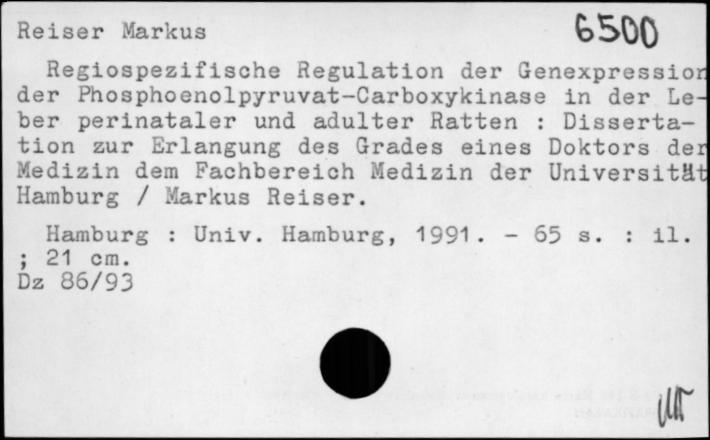 Reiser Markus 6500
Regiospezifische Regulation der Genexpression
der Phosphoenolpyruvat-Carboxykinase in der Le-
ber perinataler und adulter Ratten : Disserta-
tion zur Erlangung des Grades eines Doktors der
Medizin dem Fachbereich Medizin der Universität
Hamburg / Markus Reiser.
Hamburg : Univ. Hamburg, 1991. - 65 s. : il.
; 21 cm.
Dz 86/93